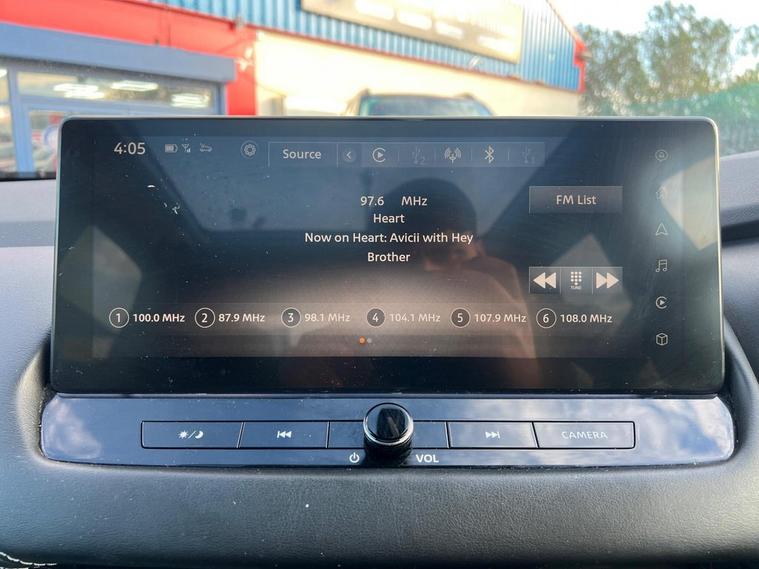 4:05
Source
97.6 MHz
FM List
Heart
Now on Heart: Avicii with Hey
Brother
TUNE
1 100.0 MHz 2 87.9 MHz 3 98.1 MHz 4 104.1 MHz 5 107.9 MHz 6 108.0 MHz
CAMERA
VOL